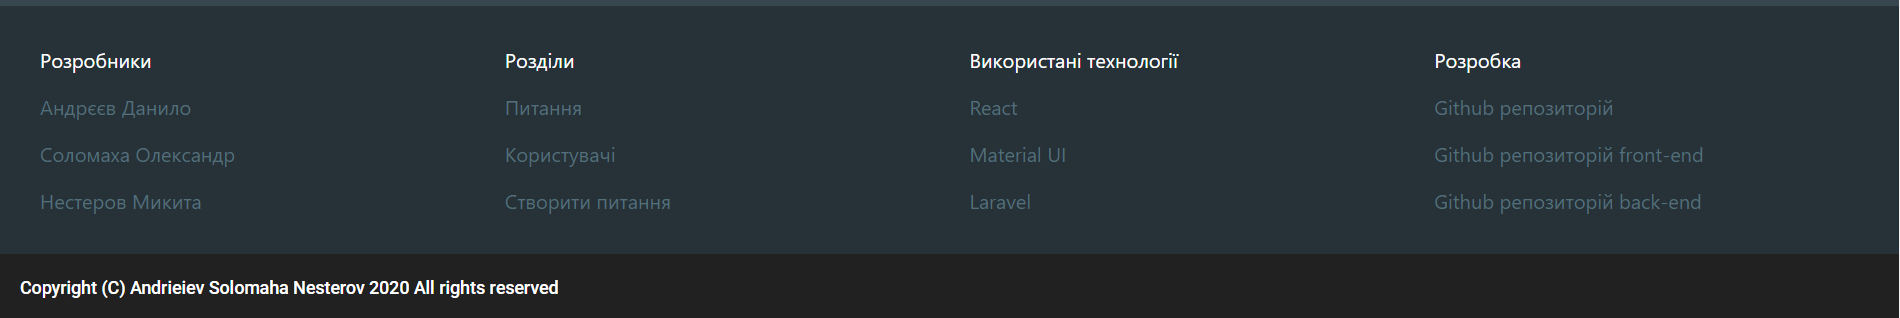 Розробники
Андрєєв Данило
Соломаха Олександр
Нестеров Микита
Розділи
Питання
Користувачі
Створити питання
Використані технології
React
Material UI
Laravel
Розробка
Github репозиторій
Github репозиторій front-end
Github репозиторій back-end
Copyright (C) Andrieiev Solomaha Nesterov 2020 All rights reserved